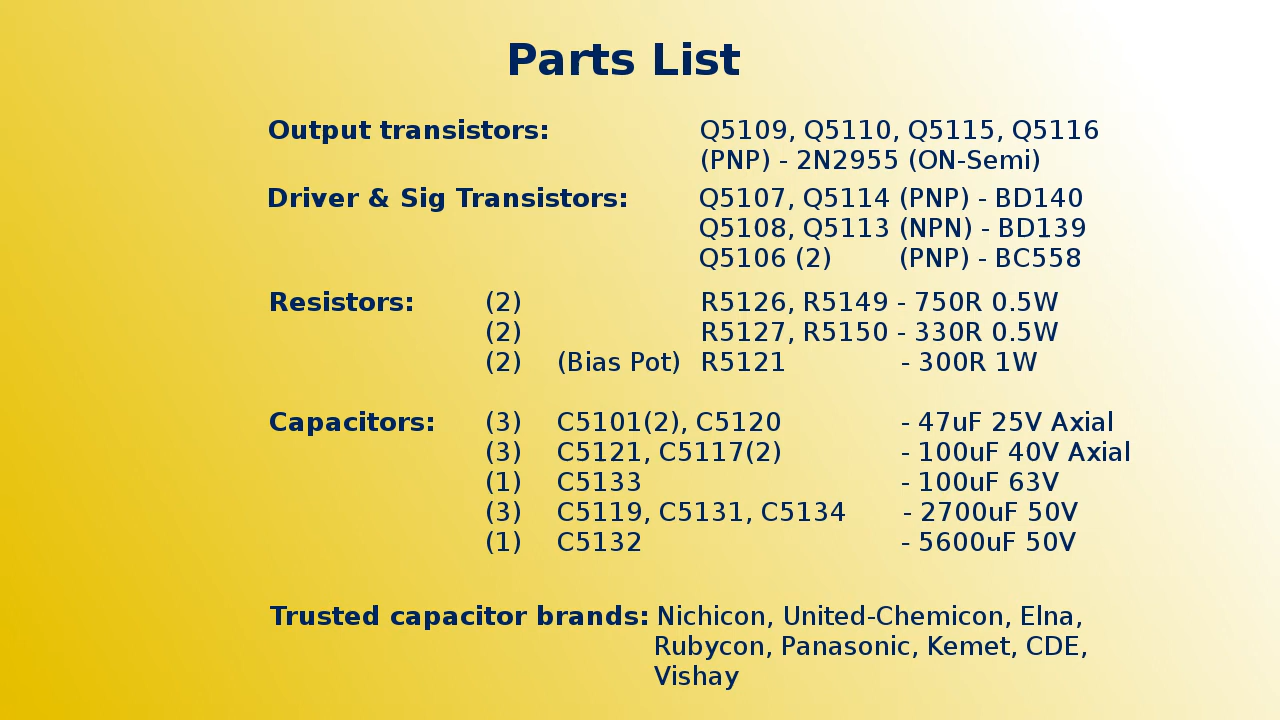 Parts List
Output transistors: Q5109, Q5110, Q5115, Q5116
(PNP) - 2N2955 (ON-Semi)
Driver & Sig Transistors: Q5107, Q5114 (PNP) - BD140
Q5108, Q5113 (NPN) - BD139
Q5106 (2) (PNP) - BC558
Resistors: (2) R5126, R5149 - 750R 0.5W
(2) R5127, R5150 - 330R 0.5W
(2) (Bias Pot) R5121 - 300R 1W
Capacitors: (3) C5101(2), C5120 - 47uF 25V Axial
(3) C5121, C5117(2) - 100uF 40V Axial
(1) C5133 - 100uF 63V
(3) C5119, C5131, C5134 - 2700uF 50V
(1) C5132 - 5600uF 50V
Trusted capacitor brands: Nichicon, United-Chemicon, Elna,
Rubycon, Panasonic, Kemet, CDE,
Vishay